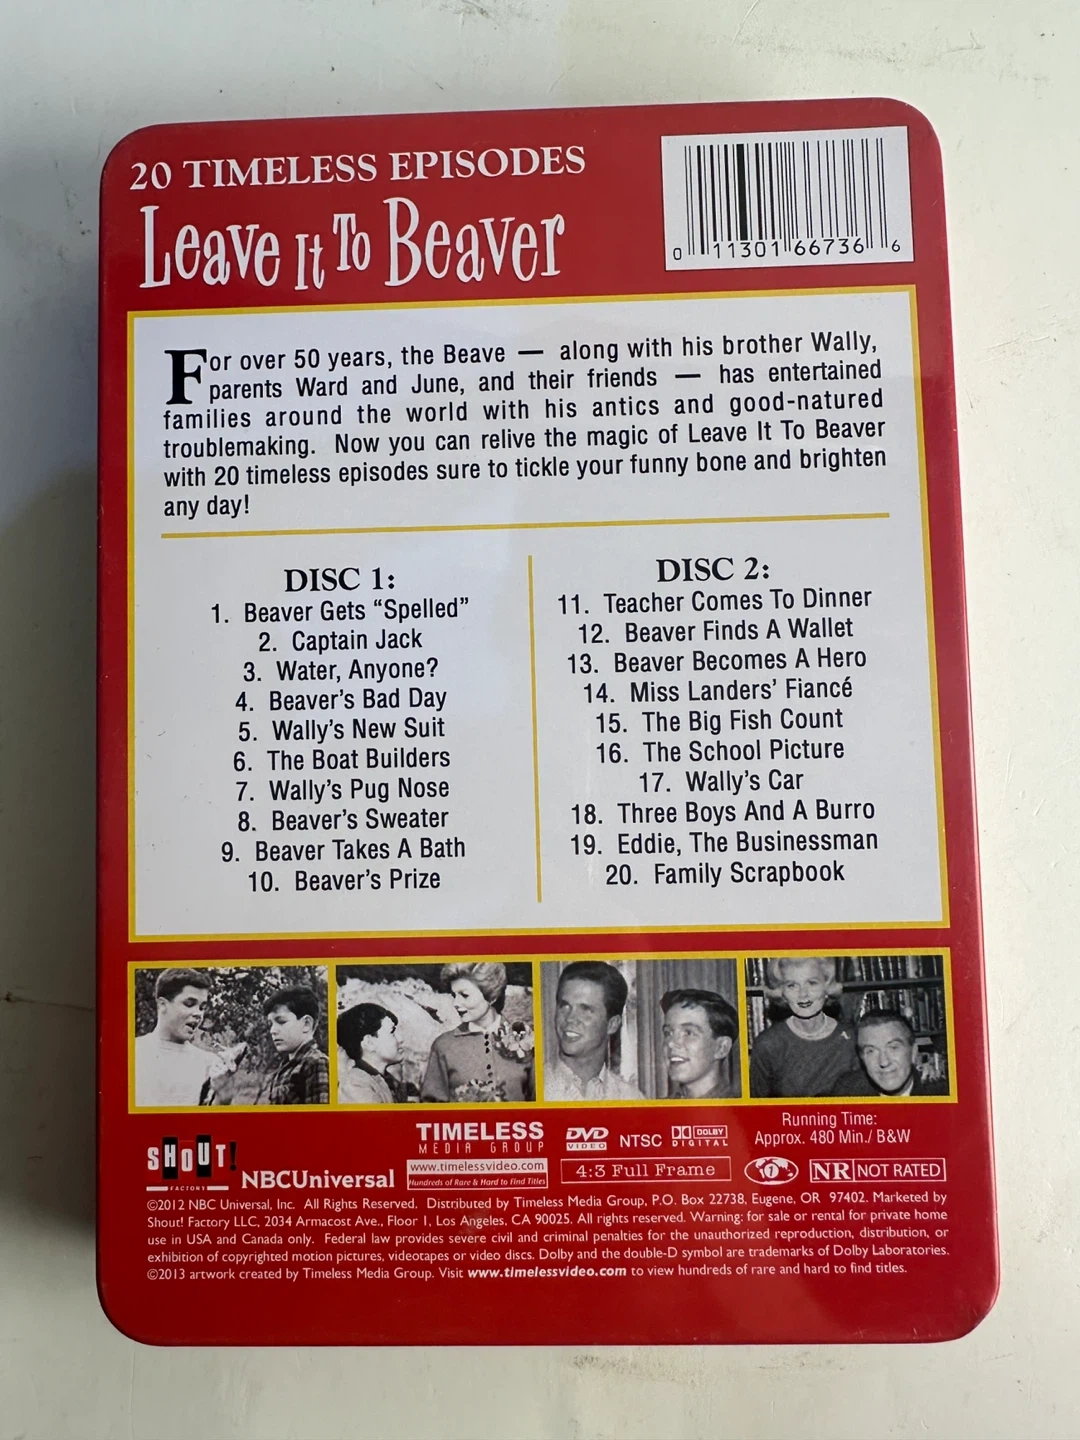 20 TIMELESS EPISODES
Leave It To Beaver
0 11301 66736 6
For over 50 years, the Beave — along with his brother Wally,
parents Ward and June, and their friends — has entertained
families around the world with his antics and good-natured
troublemaking. Now you can relive the magic of Leave It To Beaver
with 20 timeless episodes sure to tickle your funny bone and brighten
any day!
DISC 1:
1. Beaver Gets “Spelled”
2. Captain Jack
3. Water, Anyone?
4. Beaver’s Bad Day
5. Wally’s New Suit
6. The Boat Builders
7. Wally’s Pug Nose
8. Beaver’s Sweater
9. Beaver Takes A Bath
10. Beaver’s Prize
DISC 2:
11. Teacher Comes To Dinner
12. Beaver Finds A Wallet
13. Beaver Becomes A Hero
14. Miss Landers’ Fiancé
15. The Big Fish Count
16. The School Picture
17. Wally’s Car
18. Three Boys And A Burro
19. Eddie, The Businessman
20. Family Scrapbook
SHOUT!
FACTORY
NBCUniversal
TIMELESS
MEDIA GROUP
www.timelessvideo.com
Hundreds of Rare & Hard to Find Titles
DVD
VIDEO
NTSC
DOLBY
DIGITAL
4:3 Full Frame
Running Time:
Approx. 480 Min./ B&W
1
NR NOT RATED
©2012 NBC Universal, Inc. All Rights Reserved. Distributed by Timeless Media Group, P.O. Box 22738, Eugene, OR 97402. Marketed by
Shout! Factory LLC, 2034 Armacost Ave., Floor 1, Los Angeles, CA 90025. All rights reserved. Warning: for sale or rental for private home
use in USA and Canada only. Federal law provides severe civil and criminal penalties for the unauthorized reproduction, distribution, or
exhibition of copyrighted motion pictures, videotapes or video discs. Dolby and the double-D symbol are trademarks of Dolby Laboratories.
©2013 artwork created by Timeless Media Group. Visit www.timelessvideo.com to view hundreds of rare and hard to find titles.